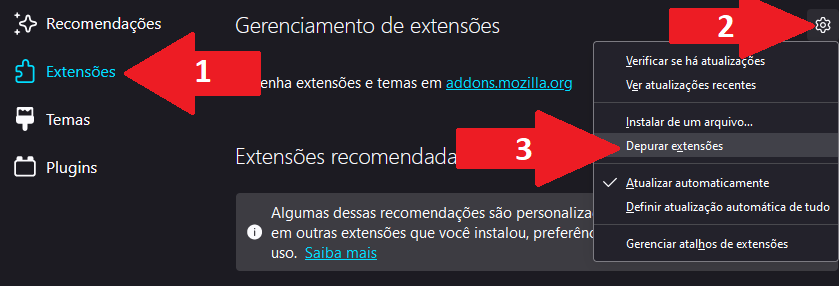 Recomendações
Extensões
Temas
Plugins
1
Gerenciamento de extensões
2
enha extensões e temas em addons.mozilla.org
Extensões recomendada
3
Algumas dessas recomendações são personaliza
em outras extensões que você instalou, preferênc
uso. Saiba mais
Verificar se há atualizações
Ver atualizações recentes
Instalar de um arquivo...
Depurar extensões
Atualizar automaticamente
Definir atualização automática de tudo
Gerenciar atalhos de extensões